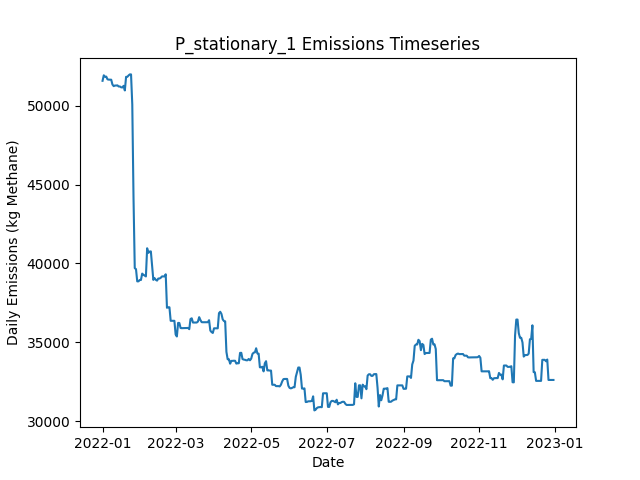 P_stationary_1 Emissions Timeseries
Daily Emissions (kg Methane)
50000
45000
40000
35000
30000
2022-01 2022-03 2022-05 2022-07 2022-09 2022-11 2023-01
Date